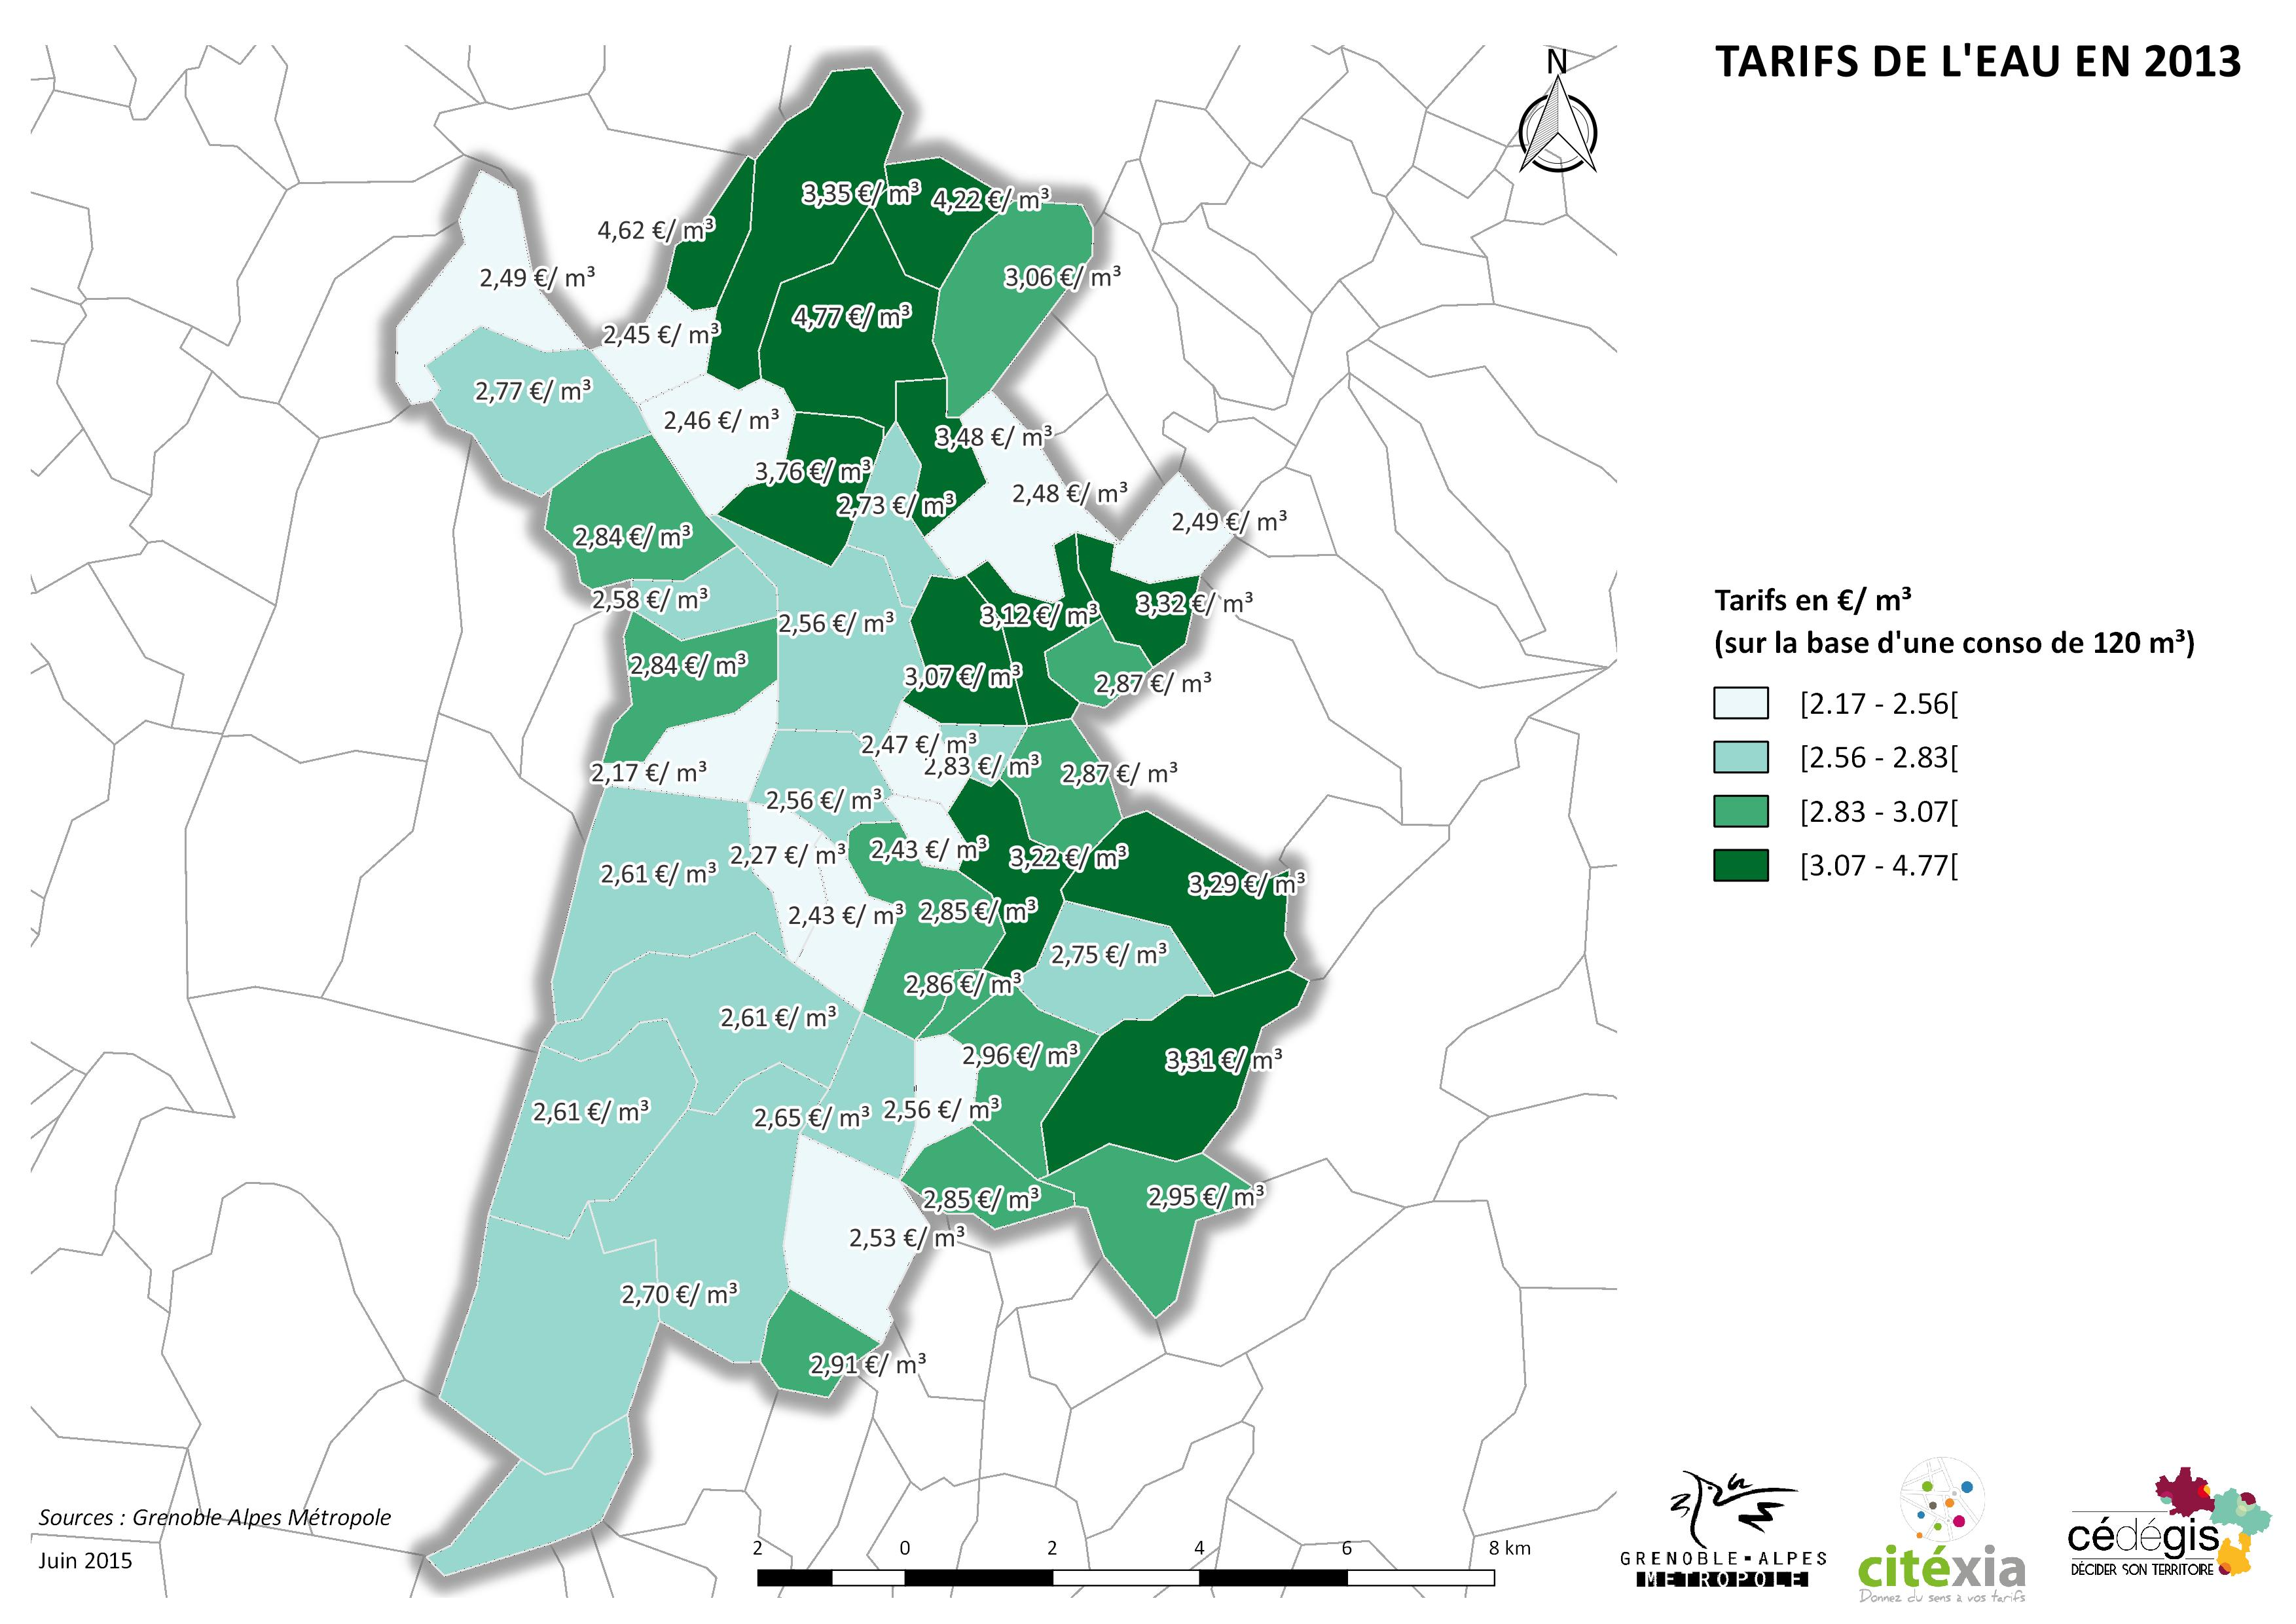 TARIFS DE L'EAU EN 2013
N
3,35 €/ m³
4,22 €/ m³
4,62 €/ m³
2,49 €/ m³
3,06 €/ m³
4,77 €/ m³
2,45 €/ m³
2,77 €/ m³
2,46 €/ m³
3,48 €/ m³
3,76 €/ m³
2,48 €/ m³
2,73 €/ m³
2,49 €/ m³
2,84 €/ m³
2,58 €/ m³
3,12 €/ m³
3,32 €/ m³
2,56 €/ m³
2,84 €/ m³
3,07 €/ m³
2,87 €/ m³
2,47 €/ m³
2,83 €/ m³
2,17 €/ m³
2,87 €/ m³
2,56 €/ m³
2,27 €/ m³
2,43 €/ m³
3,22 €/ m³
2,61 €/ m³
3,29 €/ m³
2,43 €/ m³
2,85 €/ m³
2,75 €/ m³
2,86 €/ m³
2,61 €/ m³
2,96 €/ m³
3,31 €/ m³
2,61 €/ m³
2,65 €/ m³
2,56 €/ m³
2,85 €/ m³
2,95 €/ m³
2,53 €/ m³
2,70 €/ m³
2,91 €/ m³
Tarifs en €/ m³
(sur la base d'une conso de 120 m³)
[2.17 - 2.56[
[2.56 - 2.83[
[2.83 - 3.07[
[3.07 - 4.77[
Sources : Grenoble Alpes Métropole
Juin 2015
2 0 2 4 6 8 km
GRENOBLE-ALPES
MÉTROPOLE
citéxia
Donnez du sens à vos tarifs
cédégis
DÉCIDER SON TERRITOIRE